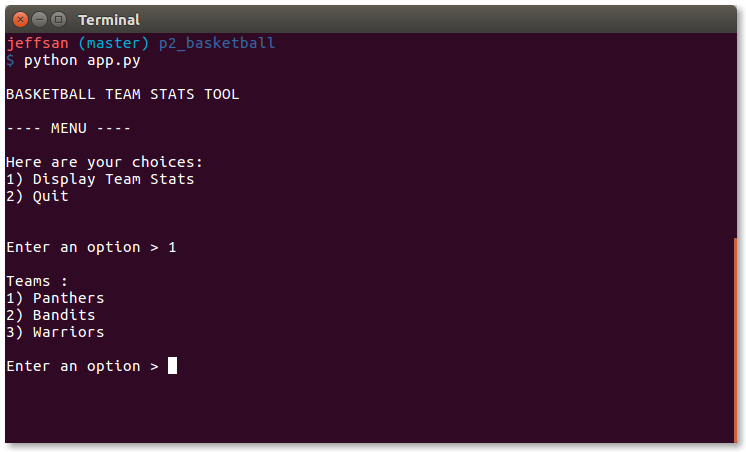 Terminal
jeffsan (master) p2_basketball
$ python app.py
BASKETBALL TEAM STATS TOOL
---- MENU ----
Here are your choices:
1) Display Team Stats
2) Quit
Enter an option > 1
Teams :
1) Panthers
2) Bandits
3) Warriors
Enter an option >